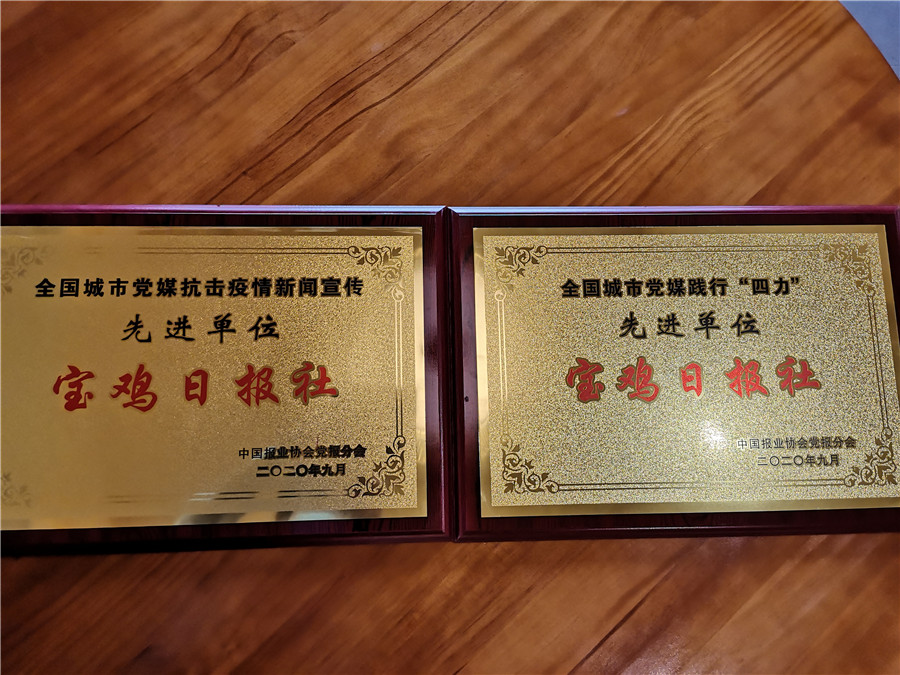 全国城市党媒抗击疫情新闻宣传
先进单位
宝鸡日报社
中国报业协会党报分会
二〇二〇年九月
全国城市党媒践行“四力”
先进单位
宝鸡日报社
中国报业协会党报分会
二〇二〇年九月